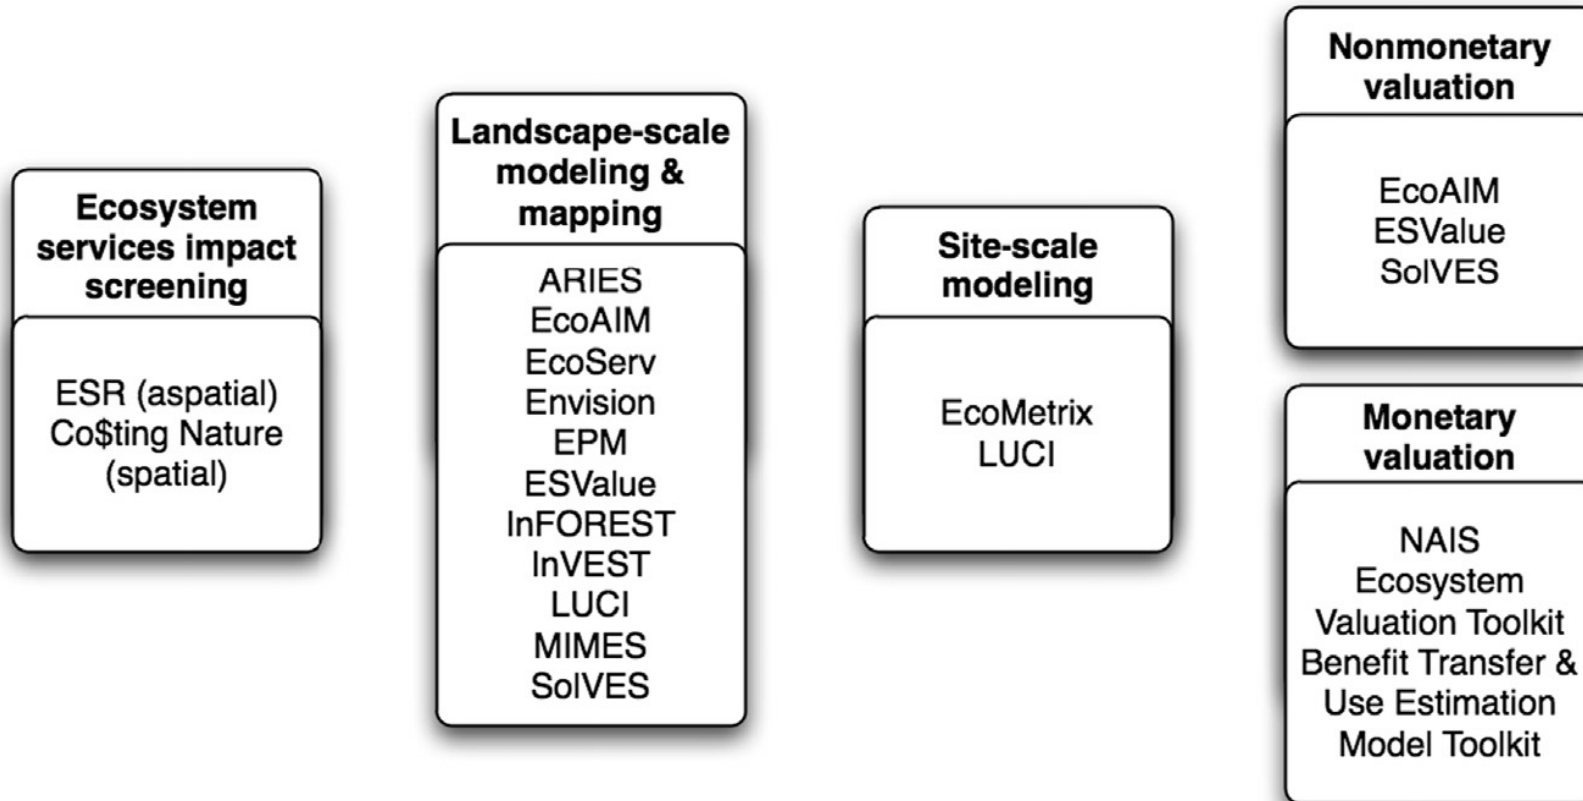 Ecosystem
services impact
screening
ESR (aspatial)
Co$ting Nature
(spatial)
Landscape-scale
modeling &
mapping
ARIES
EcoAIM
EcoServ
Envision
EPM
ESValue
InFOREST
InVEST
LUCI
MIMES
SolVES
Site-scale
modeling
EcoMetrix
LUCI
Nonmonetary
valuation
EcoAIM
ESValue
SolVES
Monetary
valuation
NAIS
Ecosystem
Valuation Toolkit
Benefit Transfer &
Use Estimation
Model Toolkit